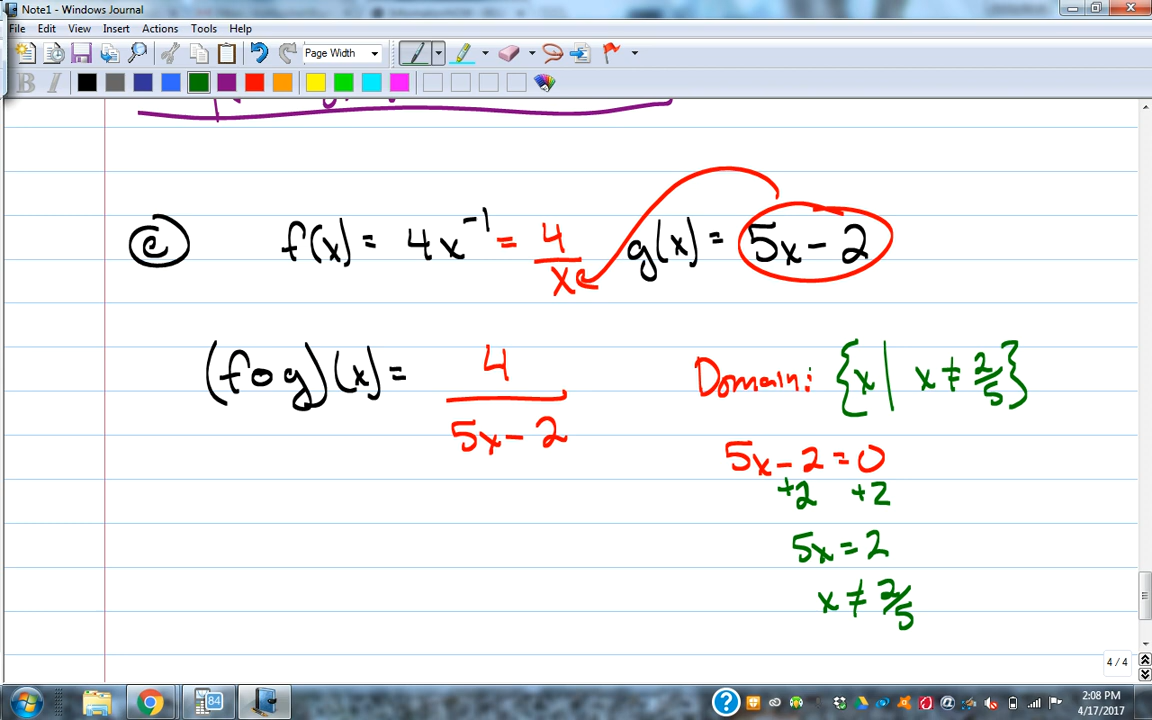 Note1 - Windows Journal
File Edit View Insert Actions Tools Help
Page Width
B I
ⓔ f(x) = 4x⁻¹ = 4/x g(x) = 5x - 2
(f∘g)(x) = 4/(5x - 2) Domain: {x | x ≠ 2/5}
5x - 2 = 0
+2 +2
5x = 2
x ≠ 2/5
4 / 4
84
2:08 PM
4/17/2017